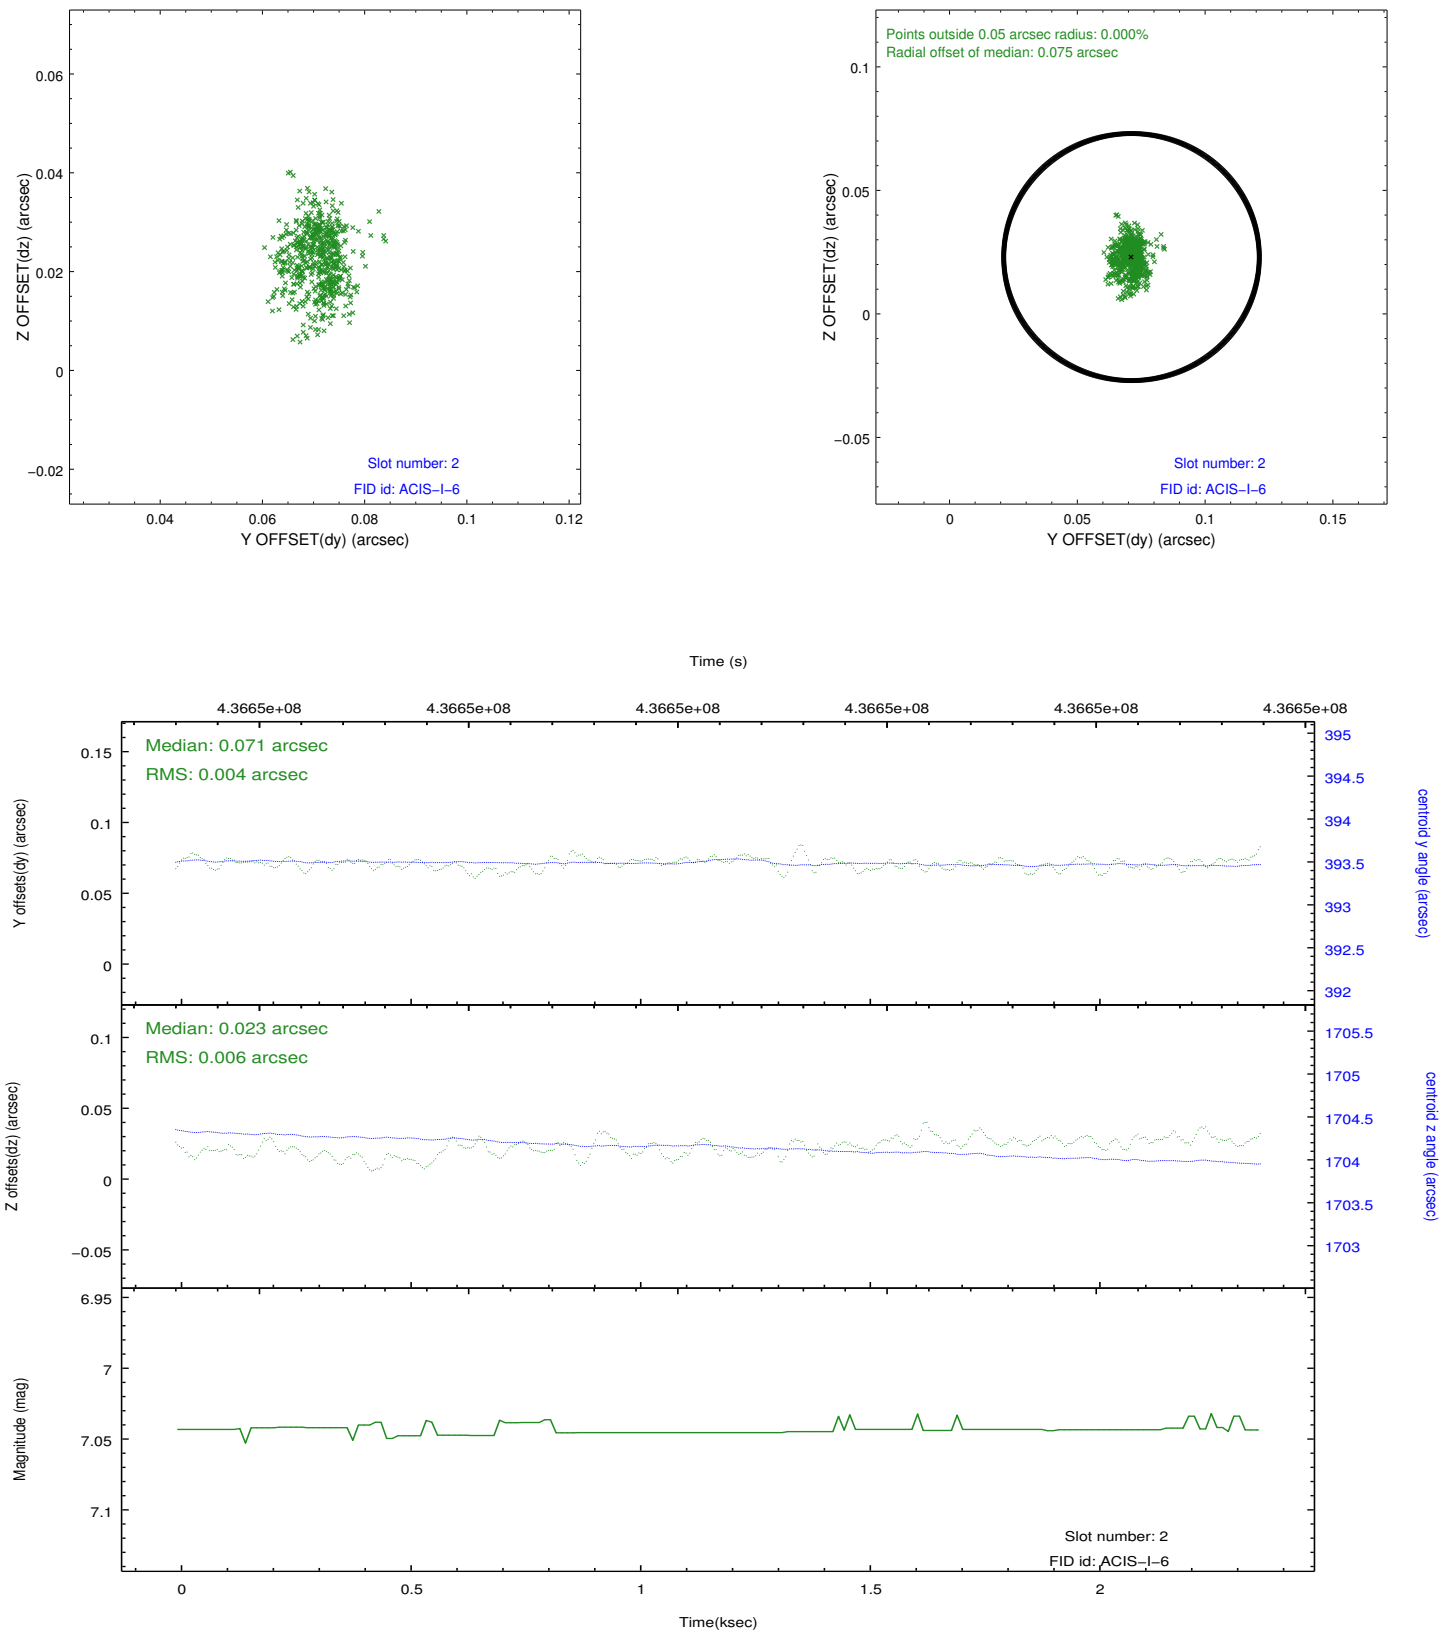 0.06
0.04
0.02
0
−0.02
Z OFFSET(dz) (arcsec)
Slot number: 2
FID id: ACIS−I−6
0.04
0.06
0.08
0.1
0.12
Y OFFSET(dy) (arcsec)
Points outside 0.05 arcsec radius: 0.000%
Radial offset of median: 0.075 arcsec
0.1
0.05
0
−0.05
Z OFFSET(dz) (arcsec)
Slot number: 2
FID id: ACIS−I−6
0
0.05
0.1
0.15
Y OFFSET(dy) (arcsec)
Time (s)
4.3665e+08
4.3665e+08
4.3665e+08
4.3665e+08
4.3665e+08
4.3665e+08
Median: 0.071 arcsec
RMS: 0.004 arcsec
0.15
0.1
0.05
0
Y offsets(dy) (arcsec)
395
394.5
394
393.5
393
392.5
392
centroid y angle (arcsec)
Median: 0.023 arcsec
RMS: 0.006 arcsec
0.1
0.05
0
−0.05
Z offsets(dz) (arcsec)
1705.5
1705
1704.5
1704
1703.5
1703
centroid z angle (arcsec)
6.95
7
7.05
7.1
Magnitude (mag)
Slot number: 2
FID id: ACIS−I−6
0
0.5
1
1.5
2
Time(ksec)